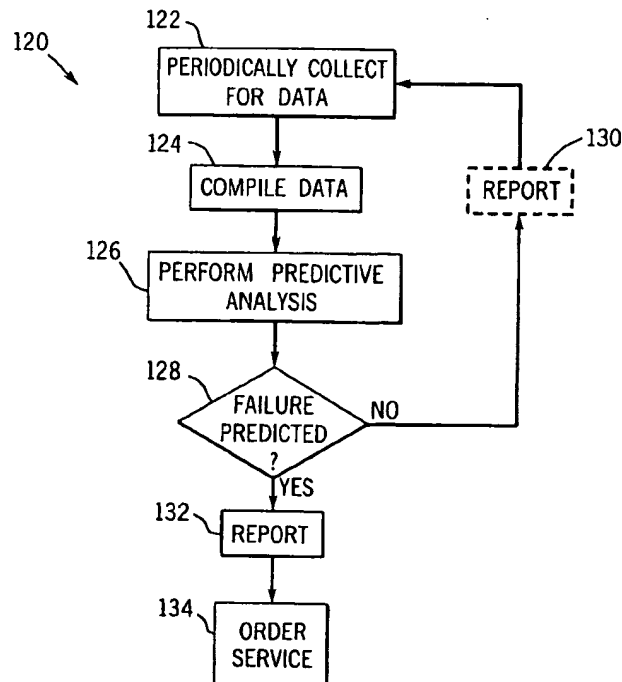 120
122
PERIODICALLY COLLECT
FOR DATA
124
COMPILE DATA
130
REPORT
126
PERFORM PREDICTIVE
ANALYSIS
128
FAILURE
PREDICTED
?
NO
YES
132
REPORT
134
ORDER
SERVICE